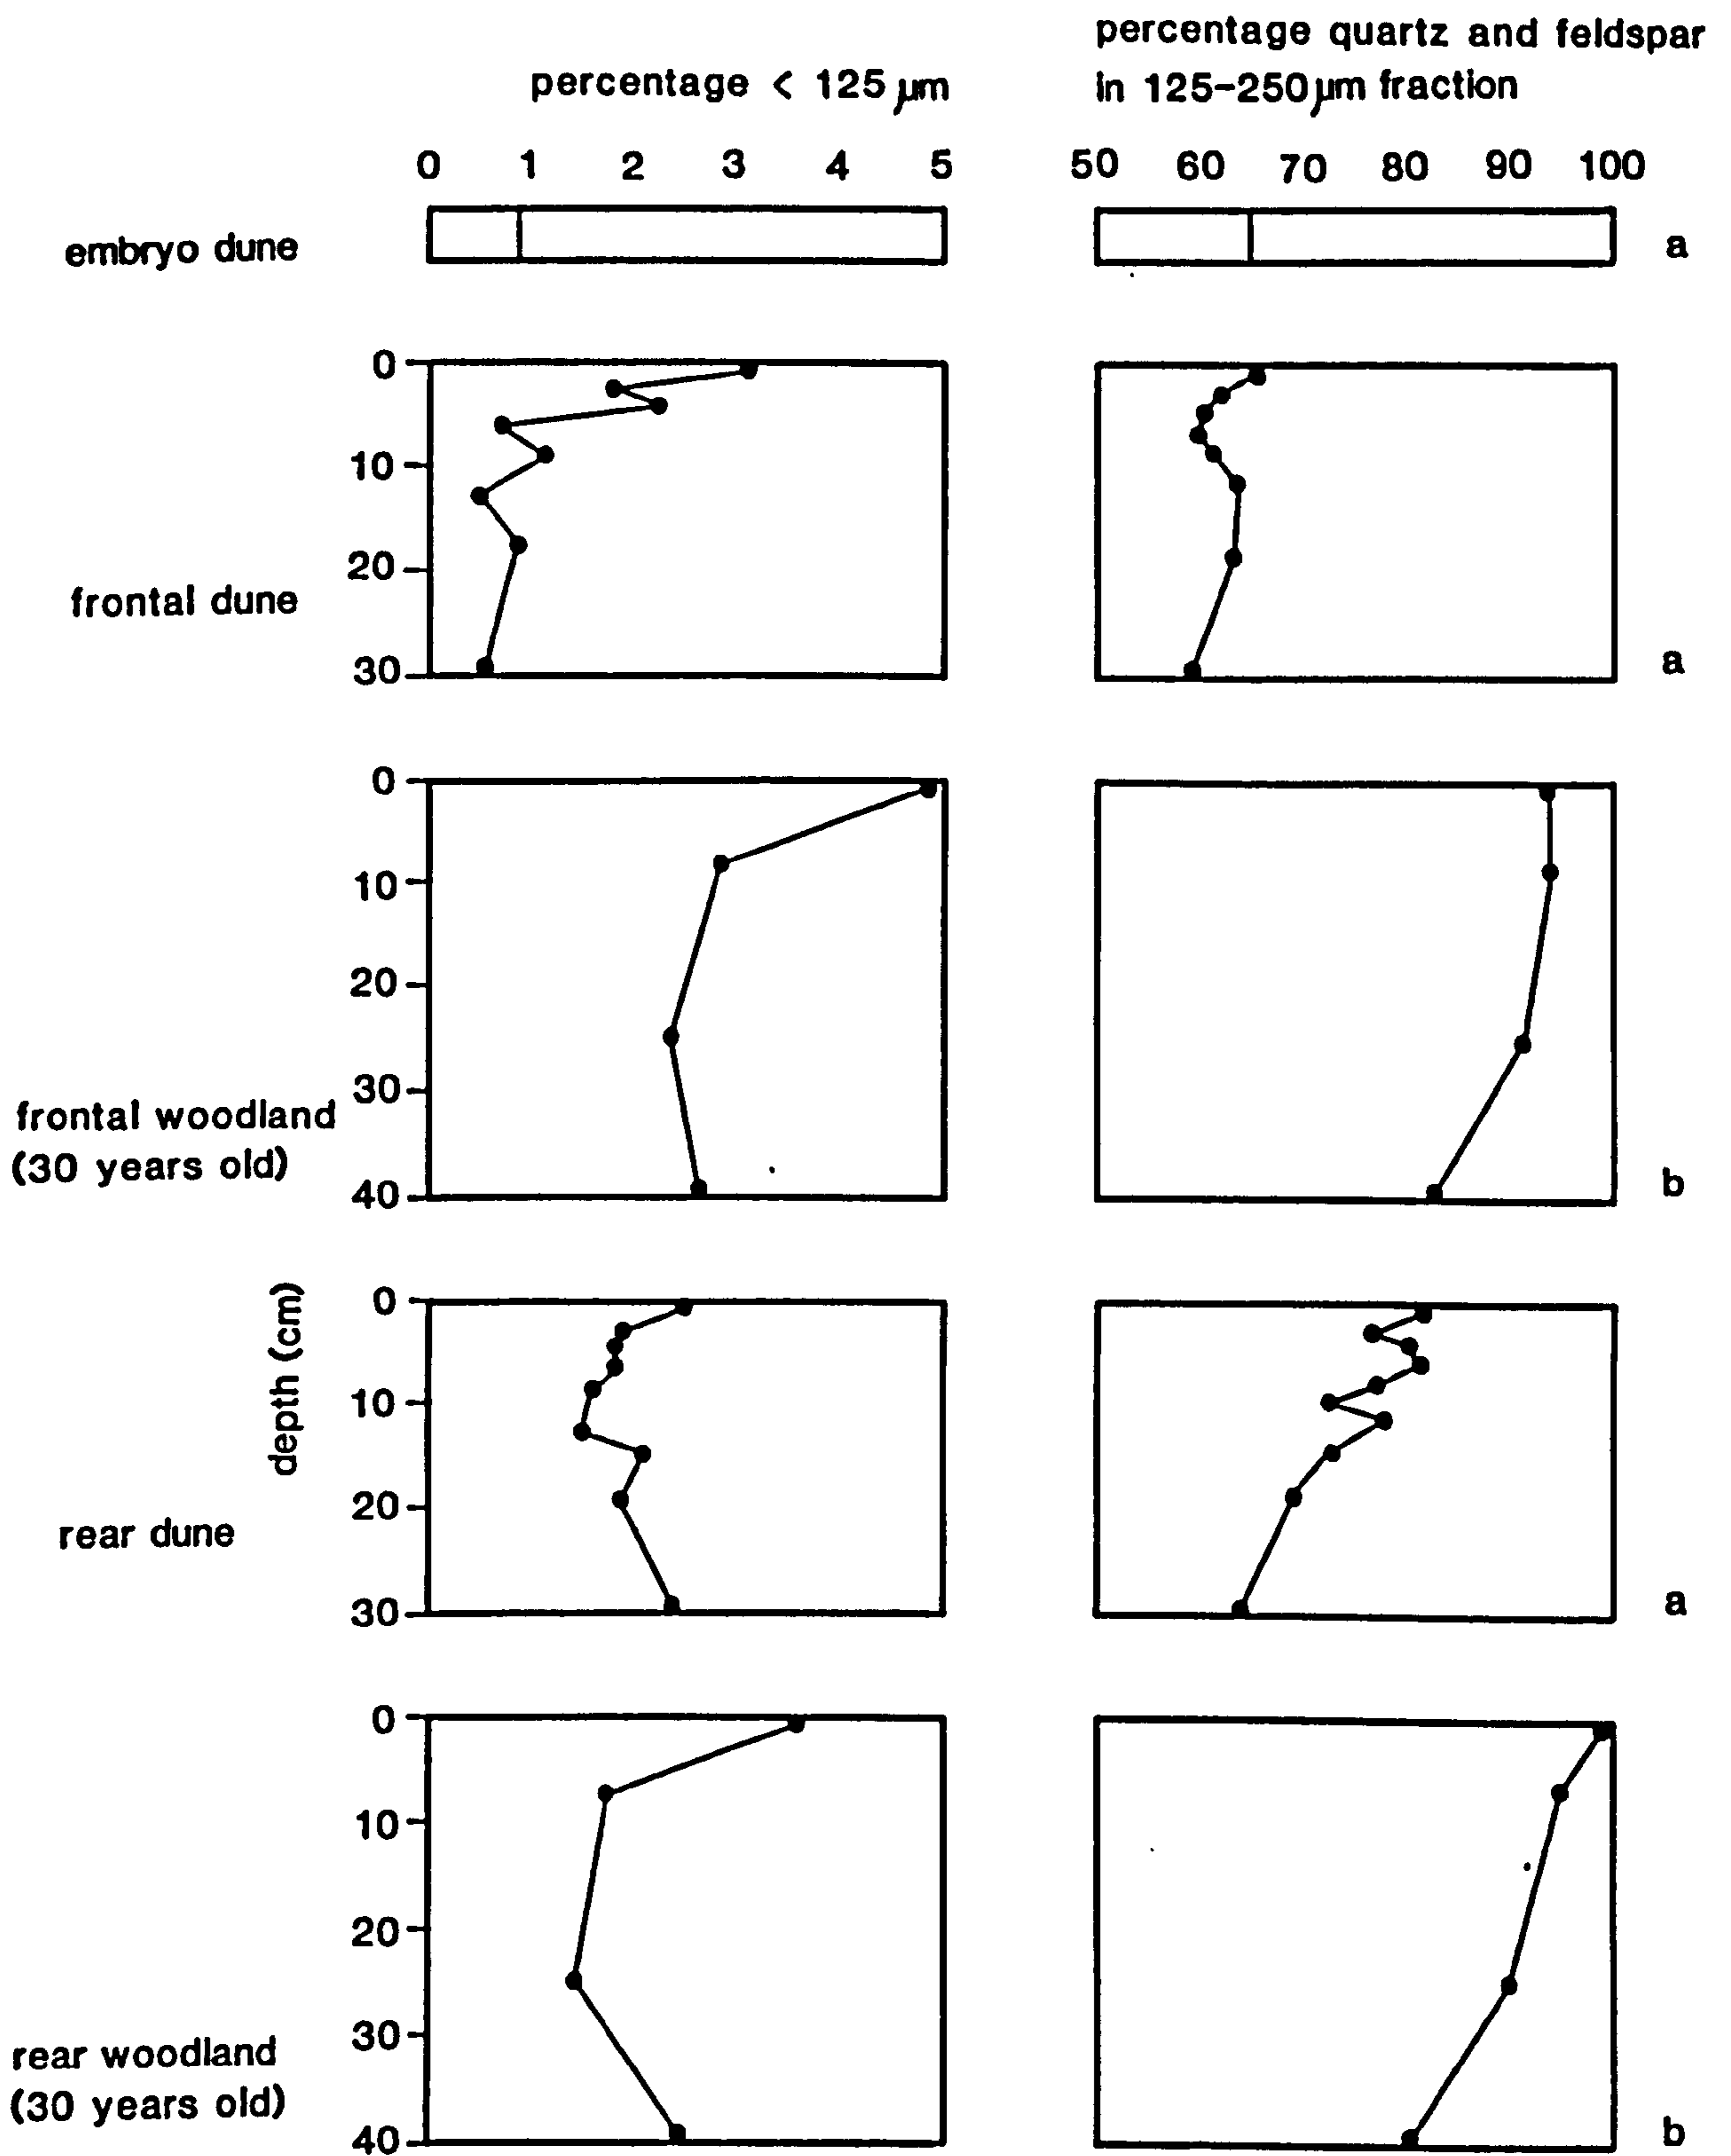 percentage < 125 µm
percentage quartz and feldspar
in 125-250 µm fraction
0 1 2 3 4 5
50 60 70 80 90 100
embryo dune
a
0
10
20
30
frontal dune
a
0
10
20
30
40
frontal woodland
(30 years old)
b
depth (cm)
0
10
20
30
rear dune
a
0
10
20
30
40
rear woodland
(30 years old)
b